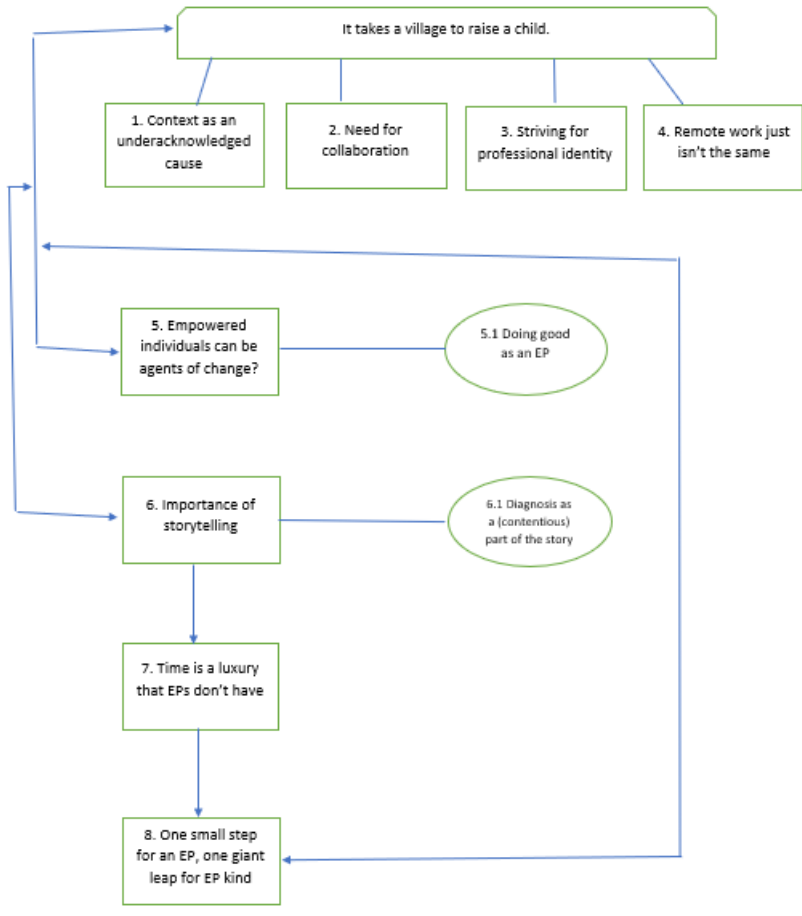 It takes a village to raise a child.
1. Context as an
underacknowledged
cause
2. Need for
collaboration
3. Striving for
professional identity
4. Remote work just
isn't the same
5. Empowered
individuals can be
agents of change?
5.1 Doing good
as an EP
6. Importance of
storytelling
6.1 Diagnosis as
a (contentious)
part of the story
7. Time is a luxury
that EPs don't have
8. One small step
for an EP, one giant
leap for EP kind